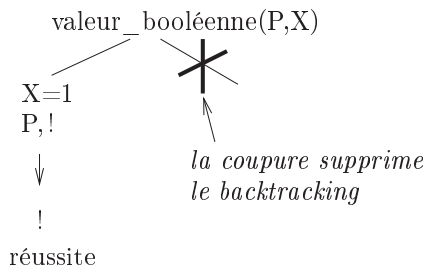 valeur_booléenne(P,X)
X=1
P,!
la coupure supprime
le backtracking
!
réussite